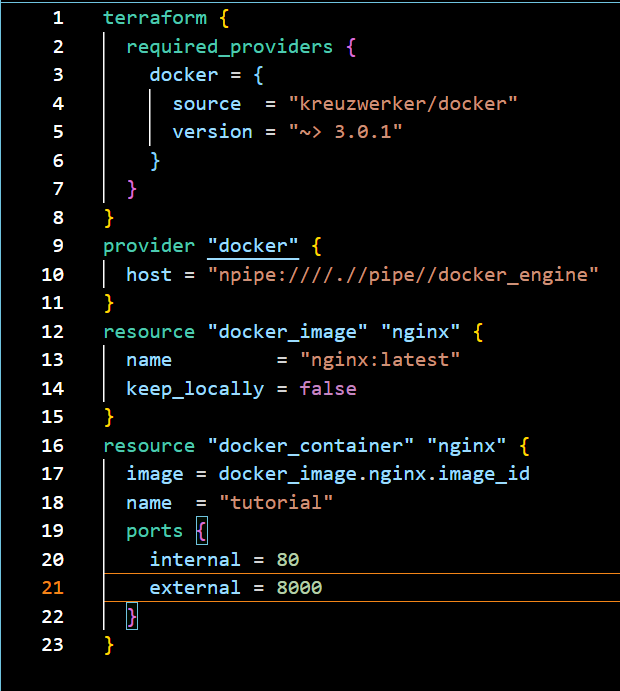 1 terraform {
2   required_providers {
3     docker = {
4       source  = "kreuzwerker/docker"
5       version = "~> 3.0.1"
6     }
7   }
8 }
9 provider "docker" {
10   host = "npipe:////.//pipe//docker_engine"
11 }
12 resource "docker_image" "nginx" {
13   name         = "nginx:latest"
14   keep_locally = false
15 }
16 resource "docker_container" "nginx" {
17   image = docker_image.nginx.image_id
18   name  = "tutorial"
19   ports {
20     internal = 80
21     external = 8000
22   }
23 }